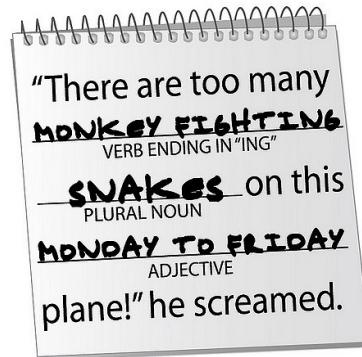 “There are too many
MONKEY FIGHTING
VERB ENDING IN “ING”
SNAKES on this
PLURAL NOUN
MONDAY TO FRIDAY
ADJECTIVE
plane!” he screamed.